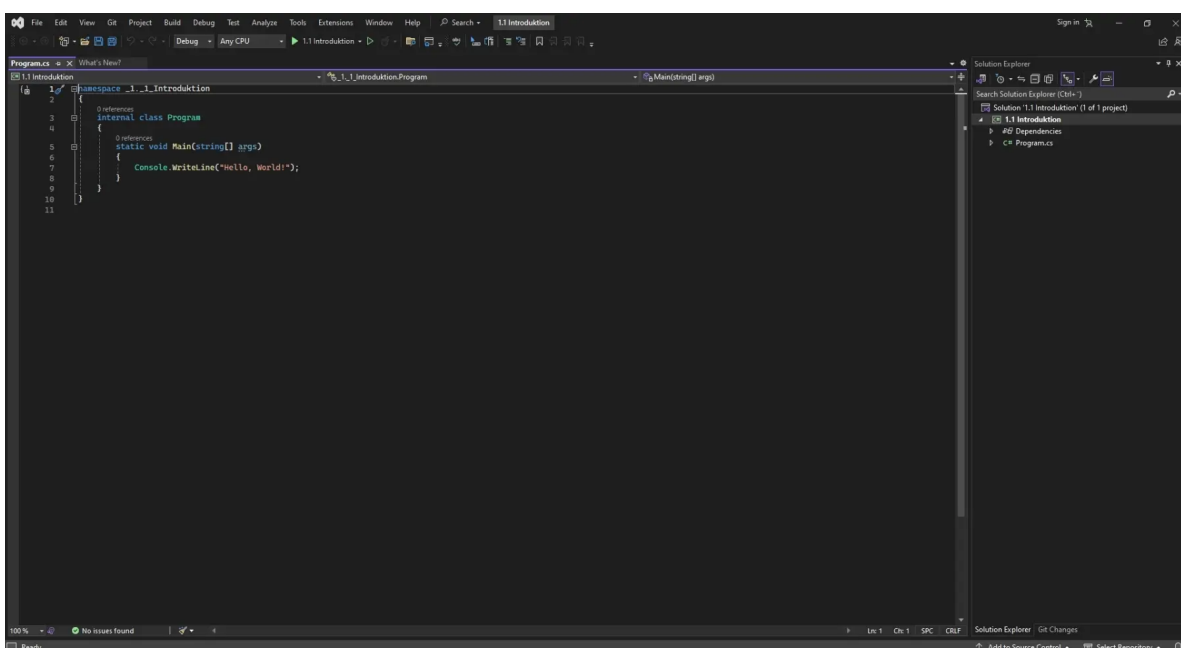 File Edit View Git Project Build Debug Test Analyze Tools Extensions Window Help Search 1.1 Introduktion Sign in
Debug Any CPU 1.1 Introduktion
Program.cs What's New? Solution Explorer
1.1 Introduktion _1._1_Introduktion.Program Main(string[] args)
Search Solution Explorer (Ctrl+¨)
Solution '1.1 Introduktion' (1 of 1 project)
1.1 Introduktion
Dependencies
C# Program.cs
1 namespace _1._1_Introduktion
2 {
0 references
3 internal class Program
4 {
0 references
5 static void Main(string[] args)
6 {
7 Console.WriteLine("Hello, World!");
8 }
9 }
10 }
11
100 % No issues found Ln: 1 Ch: 1 SPC CRLF
Solution Explorer Git Changes
Ready Add to Source Control Select Repository